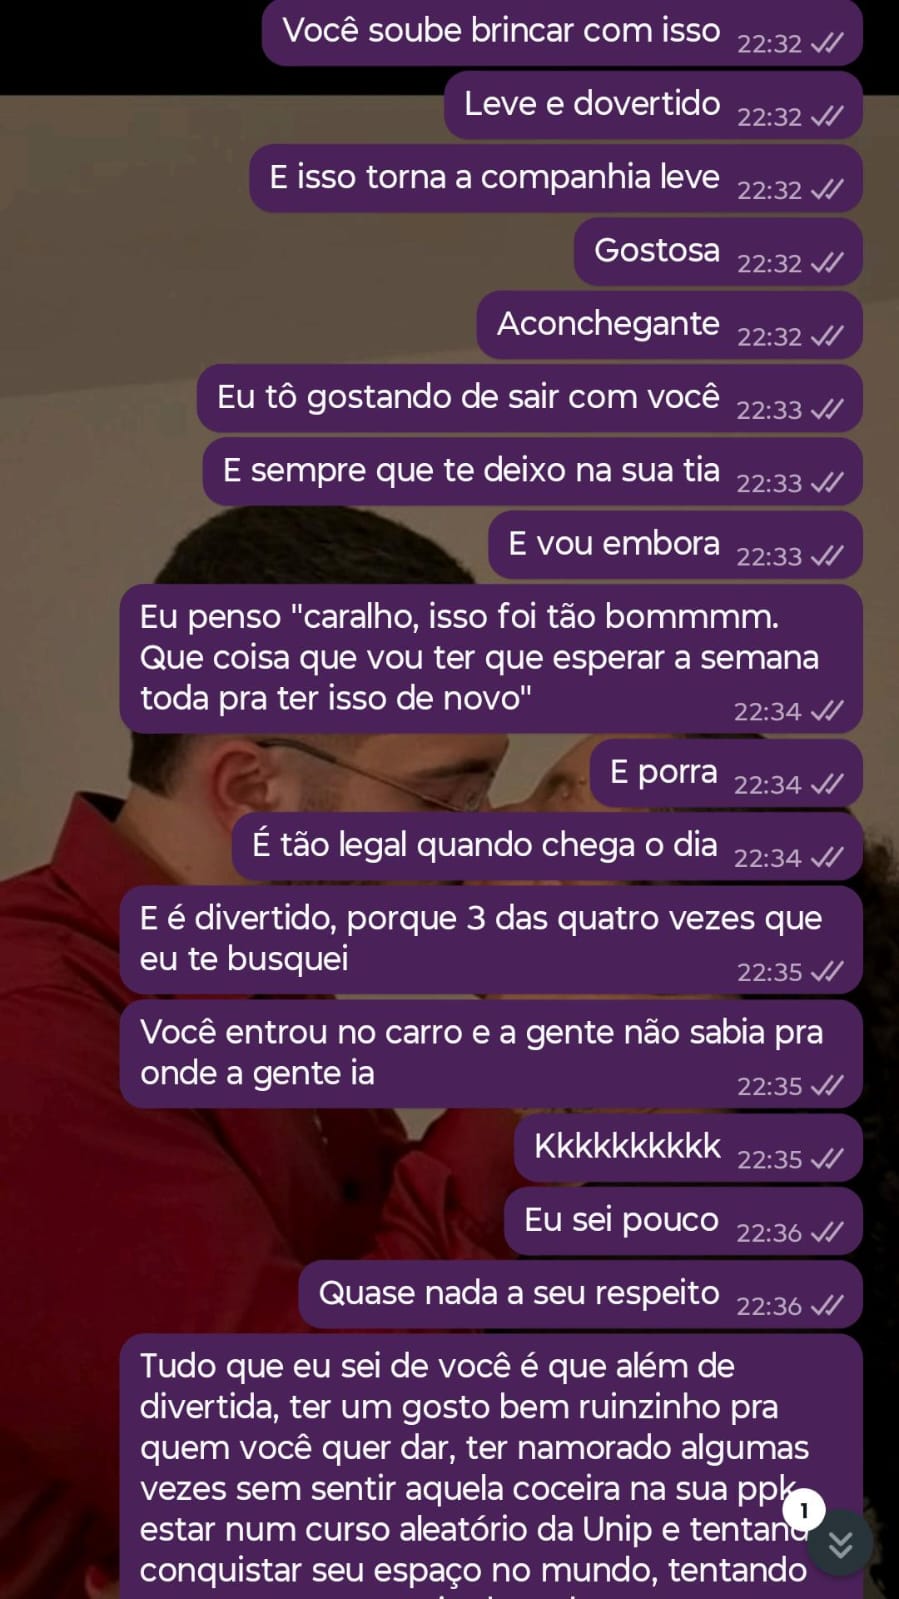 Você soube brincar com isso 22:32
Leve e dovertido 22:32
E isso torna a companhia leve 22:32
Gostosa 22:32
Aconchegante 22:32
Eu tô gostando de sair com você 22:33
E sempre que te deixo na sua tia 22:33
E vou embora 22:33
Eu penso "caralho, isso foi tão bommmm.
Que coisa que vou ter que esperar a semana
toda pra ter isso de novo" 22:34
E porra 22:34
É tão legal quando chega o dia 22:34
E é divertido, porque 3 das quatro vezes que
eu te busquei 22:35
Você entrou no carro e a gente não sabia pra
onde a gente ia 22:35
Kkkkkkkkkk 22:35
Eu sei pouco 22:36
Quase nada a seu respeito 22:36
Tudo que eu sei de você é que além de
divertida, ter um gosto bem ruinzinho pra
quem você quer dar, ter namorado algumas
vezes sem sentir aquela coceira na sua ppk
1
estar num curso aleatório da Unip e tentand
conquistar seu espaço no mundo, tentando